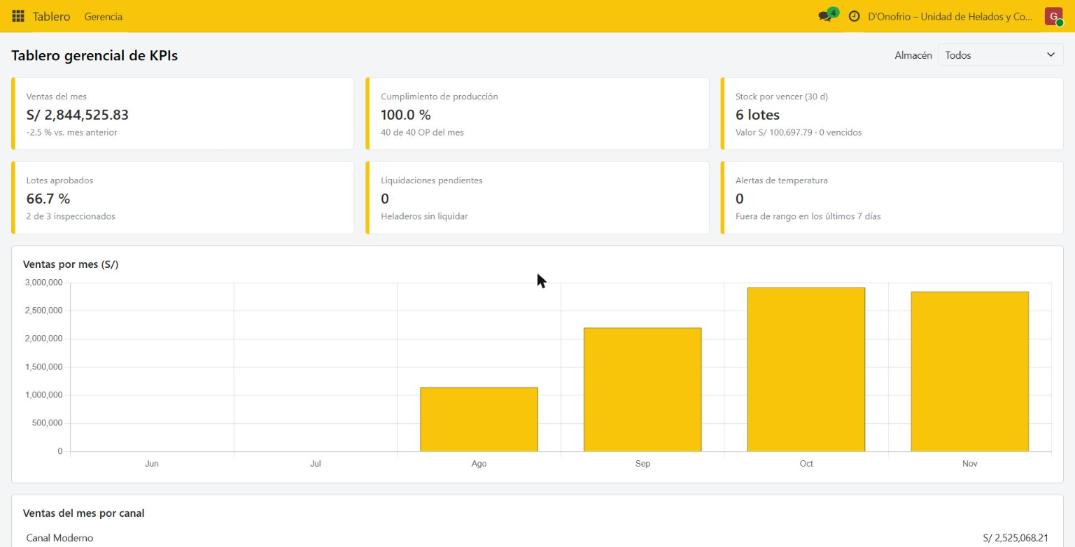 Tablero Gerencia 4 D'Onofrio – Unidad de Helados y Co... G
Tablero gerencial de KPIs
Almacén Todos
Ventas del mes
S/ 2,844,525.83
-2.5 % vs. mes anterior
Cumplimiento de producción
100.0 %
40 de 40 OP del mes
Stock por vencer (30 d)
6 lotes
Valor S/ 100,697.79 · 0 vencidos
Lotes aprobados
66.7 %
2 de 3 inspeccionados
Liquidaciones pendientes
0
Heladeros sin liquidar
Alertas de temperatura
0
Fuera de rango en los últimos 7 días
Ventas por mes (S/)
3,000,000
2,500,000
2,000,000
1,500,000
1,000,000
500,000
0
Jun Jul Ago Sep Oct Nov
Ventas del mes por canal
Canal Moderno S/ 2,525,068.21